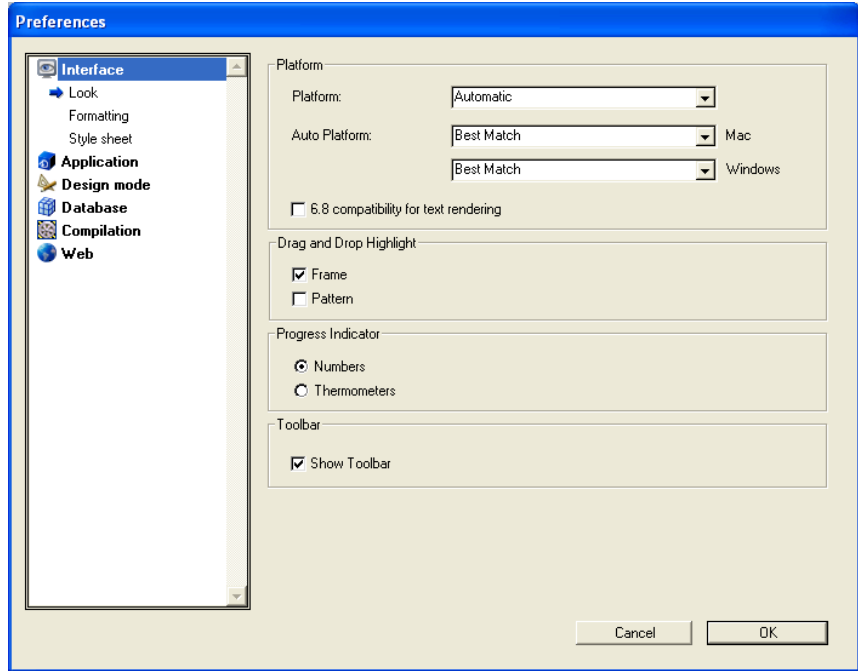 Preferences
Interface
Look
Formatting
Style sheet
Application
Design mode
Database
Compilation
Web
Platform
Platform: Automatic
Auto Platform: Best Match Mac
Best Match Windows
6.8 compatibility for text rendering
Drag and Drop Highlight
Frame
Pattern
Progress Indicator
Numbers
Thermometers
Toolbar
Show Toolbar
Cancel OK